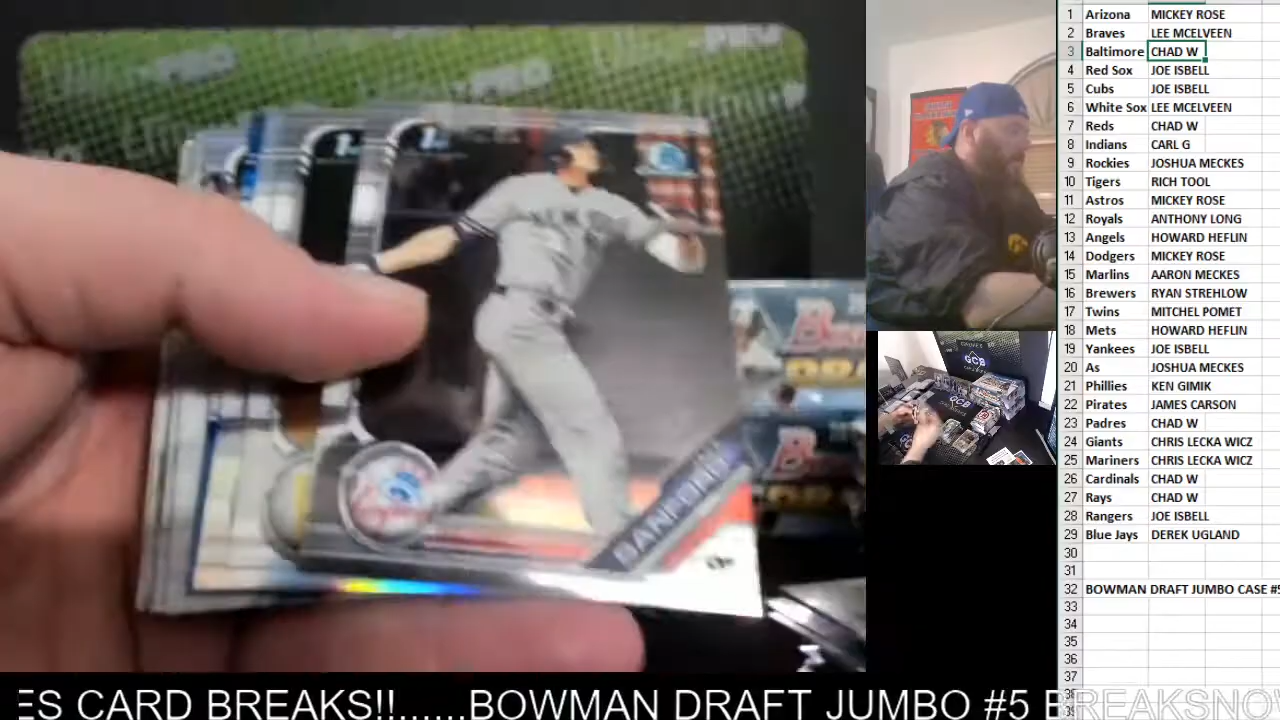 1 Arizona MICKEY ROSE
2 Braves LEE MCELVEEN
3 Baltimore CHAD W
4 Red Sox JOE ISBELL
5 Cubs JOE ISBELL
6 White Sox LEE MCELVEEN
7 Reds CHAD W
8 Indians CARL G
9 Rockies JOSHUA MECKES
10 Tigers RICH TOOL
11 Astros MICKEY ROSE
12 Royals ANTHONY LONG
13 Angels HOWARD HEFLIN
14 Dodgers MICKEY ROSE
15 Marlins AARON MECKES
16 Brewers RYAN STREHLOW
17 Twins MITCHEL POMET
18 Mets HOWARD HEFLIN
19 Yankees JOE ISBELL
20 As JOSHUA MECKES
21 Phillies KEN GIMIK
22 Pirates JAMES CARSON
23 Padres CHAD W
24 Giants CHRIS LECKA WICZ
25 Mariners CHRIS LECKA WICZ
26 Cardinals CHAD W
27 Rays CHAD W
28 Rangers JOE ISBELL
29 Blue Jays DEREK UGLAND
30
31
32 BOWMAN DRAFT JUMBO CASE #5
33
34
35
36
37
38
PRO
PRO
1st
GCB
GCB
ES CARD BREAKS!!......BOWMAN DRAFT JUMBO #5 BREAKSNO